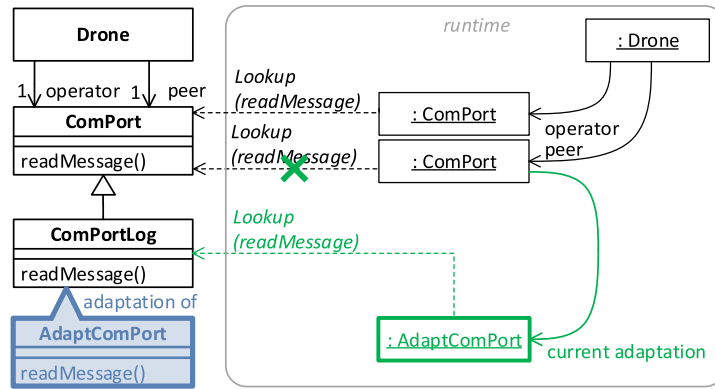 Drone
1 operator 1 peer
ComPort
readMessage()
ComPortLog
readMessage()
adaptation of
AdaptComPort
readMessage()
runtime
: Drone
Lookup
(readMessage)
: ComPort
operator
peer
Lookup
(readMessage)
: ComPort
Lookup
(readMessage)
: AdaptComPort
current adaptation